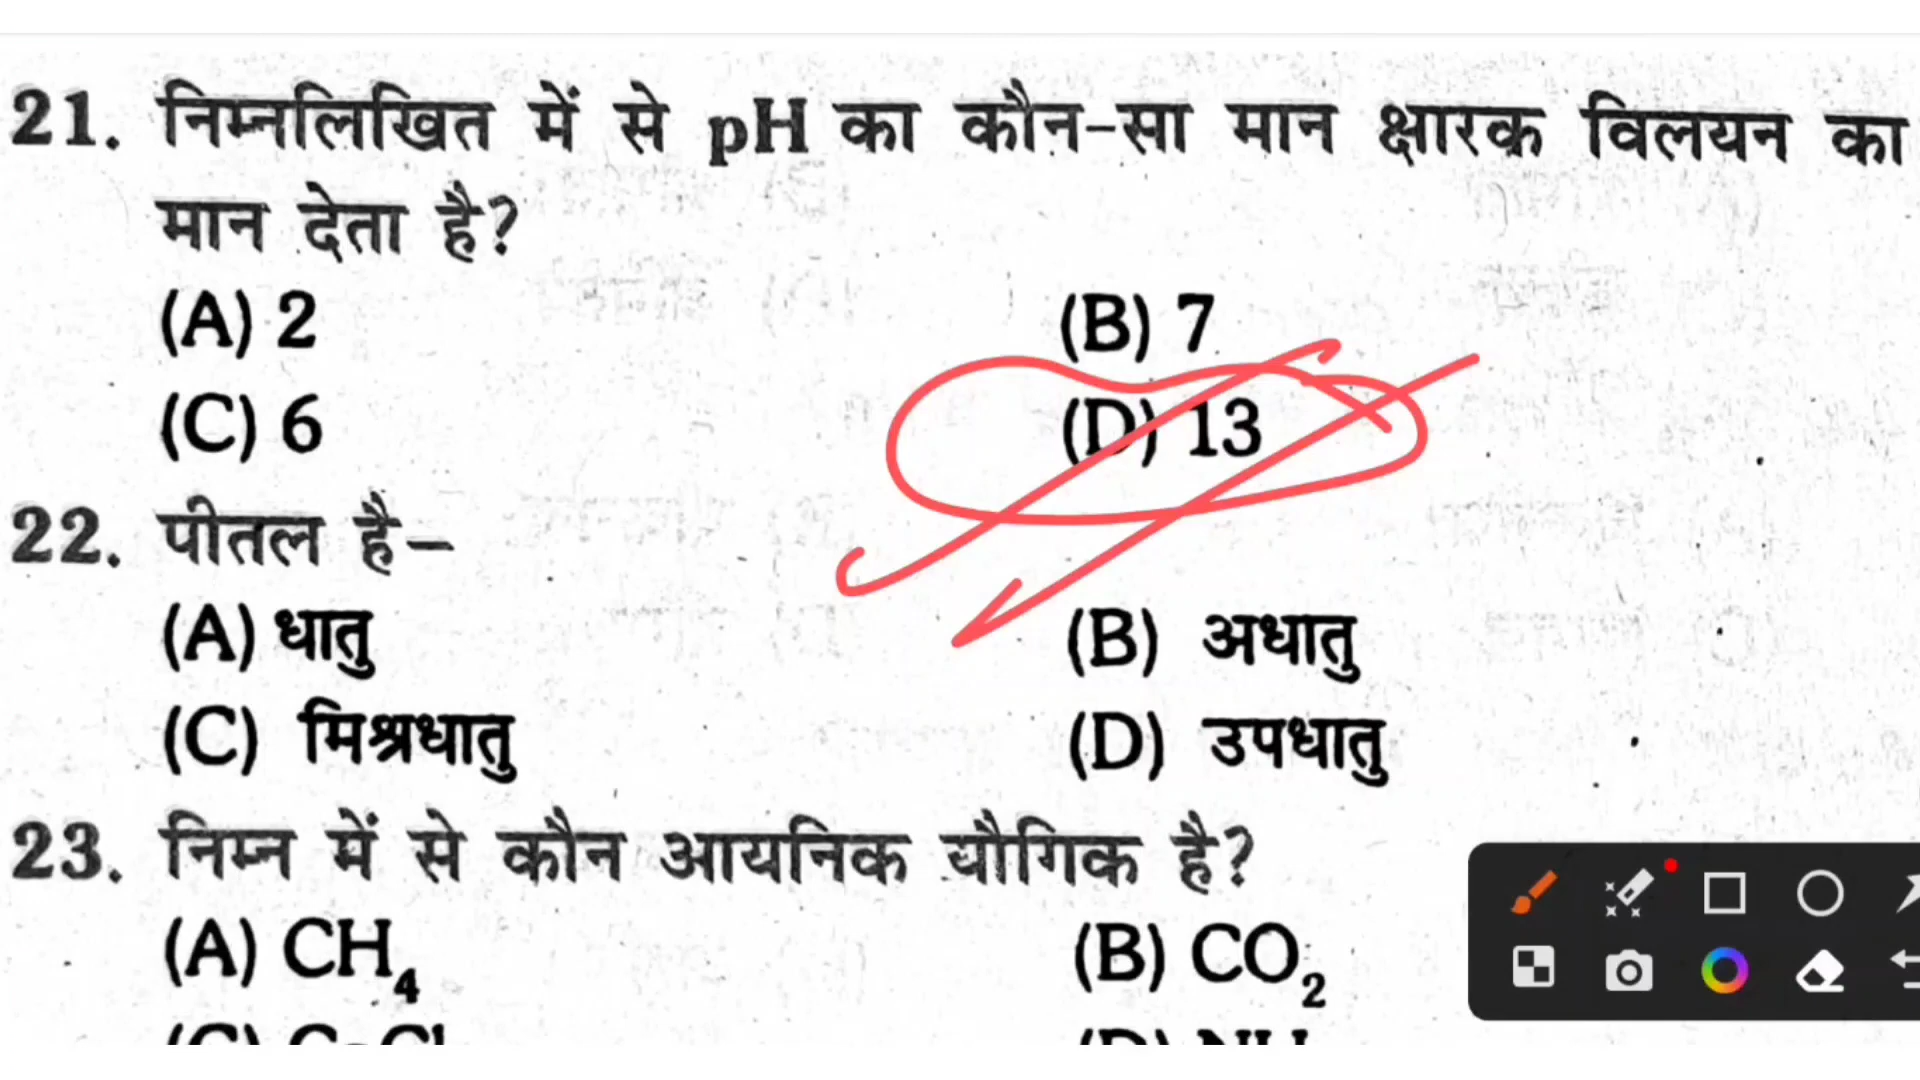 21. निम्नलिखित में से pH का कौन-सा मान क्षारक विलयन का
मान देता है?
(A) 2 (B) 7
(C) 6 (D) 13
22. पीतल है–
(A) धातु (B) अधातु
(C) मिश्रधातु (D) उपधातु
23. निम्न में से कौन आयनिक यौगिक है?
(A) CH₄ (B) CO₂